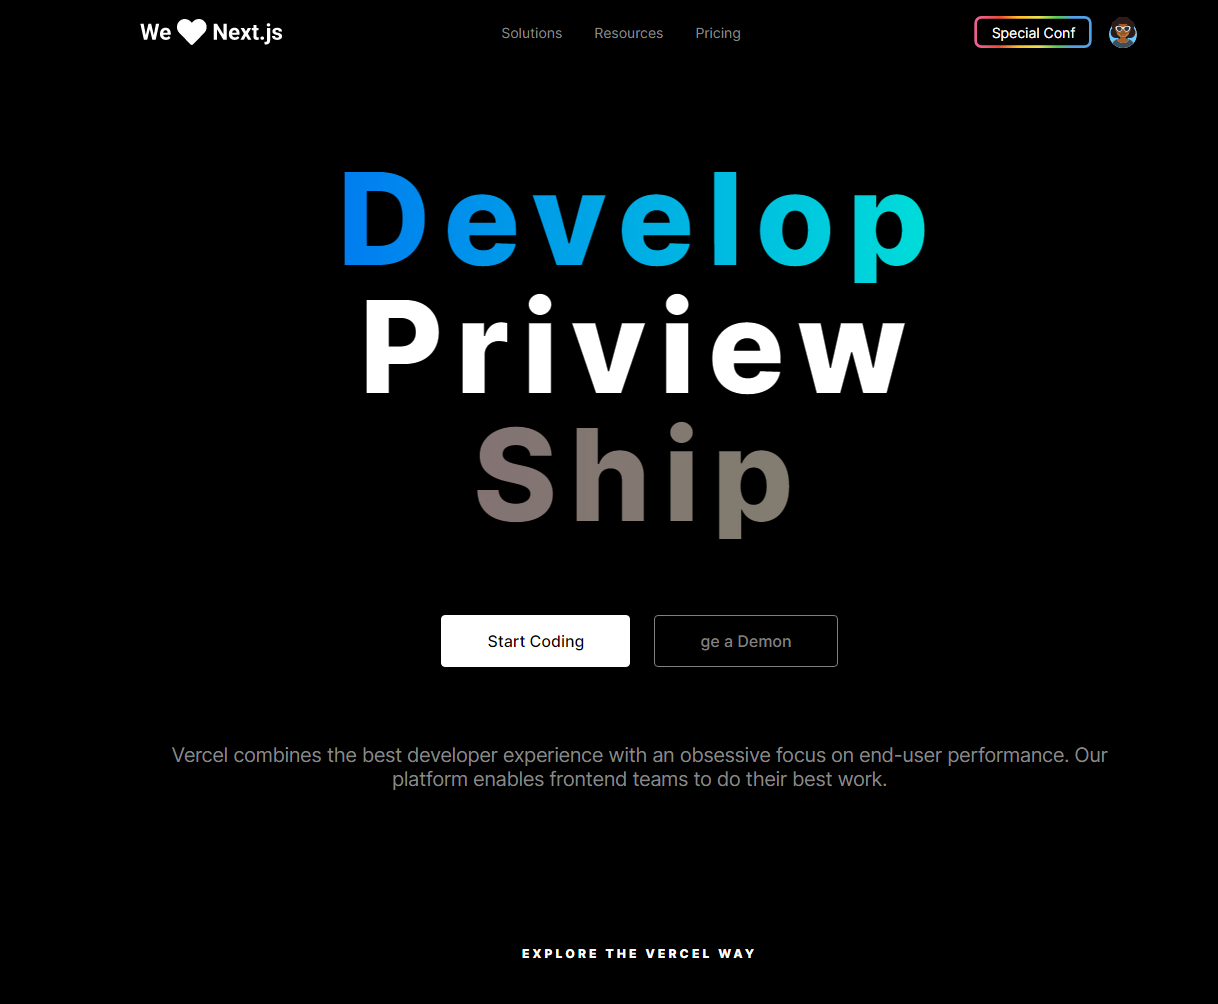 We Next.js
Solutions
Resources
Pricing
Special Conf
Develop
Priview
Ship
Start Coding
ge a Demon
Vercel combines the best developer experience with an obsessive focus on end-user performance. Our
platform enables frontend teams to do their best work.
EXPLORE THE VERCEL WAY